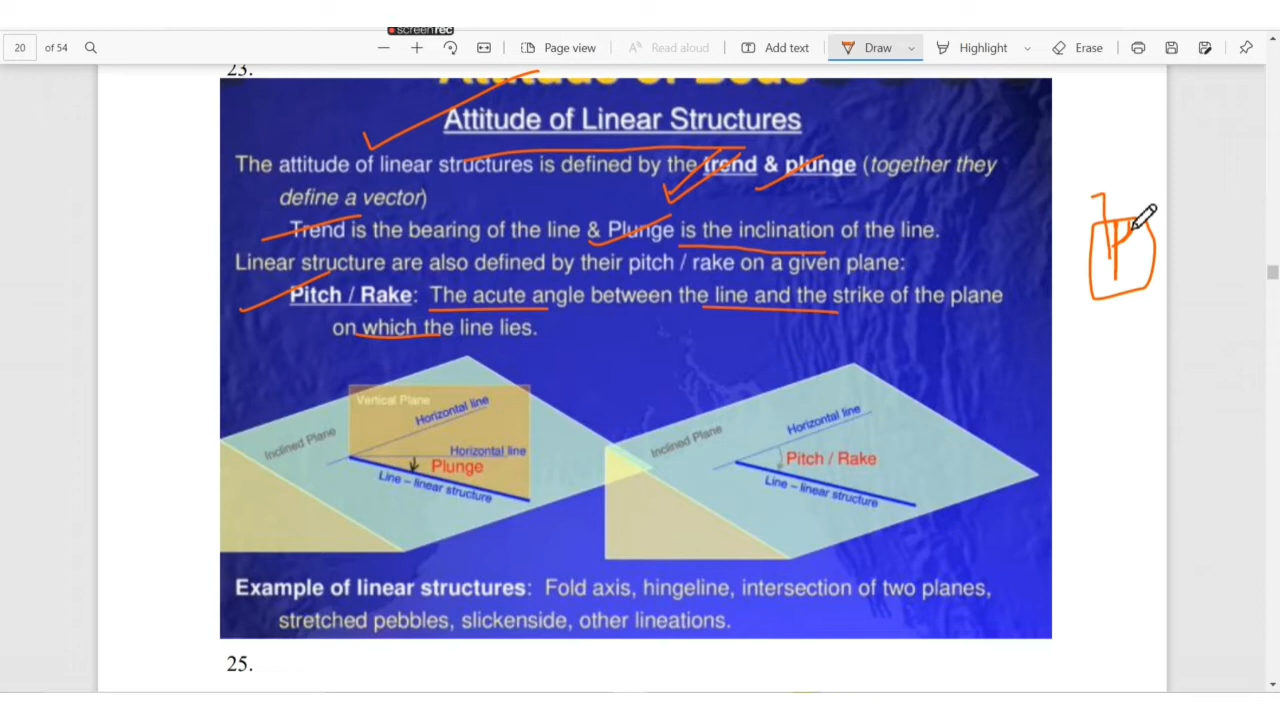 screenrec
20 of 54 Page view Read aloud Add text Draw Highlight Erase
23.
Attitude of Beds
Attitude of Linear Structures
The attitude of linear structures is defined by the trend & plunge (together they
define a vector)
Trend is the bearing of the line & Plunge is the inclination of the line.
Linear structure are also defined by their pitch / rake on a given plane:
Pitch / Rake: The acute angle between the line and the strike of the plane
on which the line lies.
Vertical Plane
Horizontal line
Inclined Plane
Horizontal line
Plunge
Line – linear structure
Horizontal line
Inclined Plane
Pitch / Rake
Line – linear structure
Example of linear structures: Fold axis, hingeline, intersection of two planes,
stretched pebbles, slickenside, other lineations.
25.